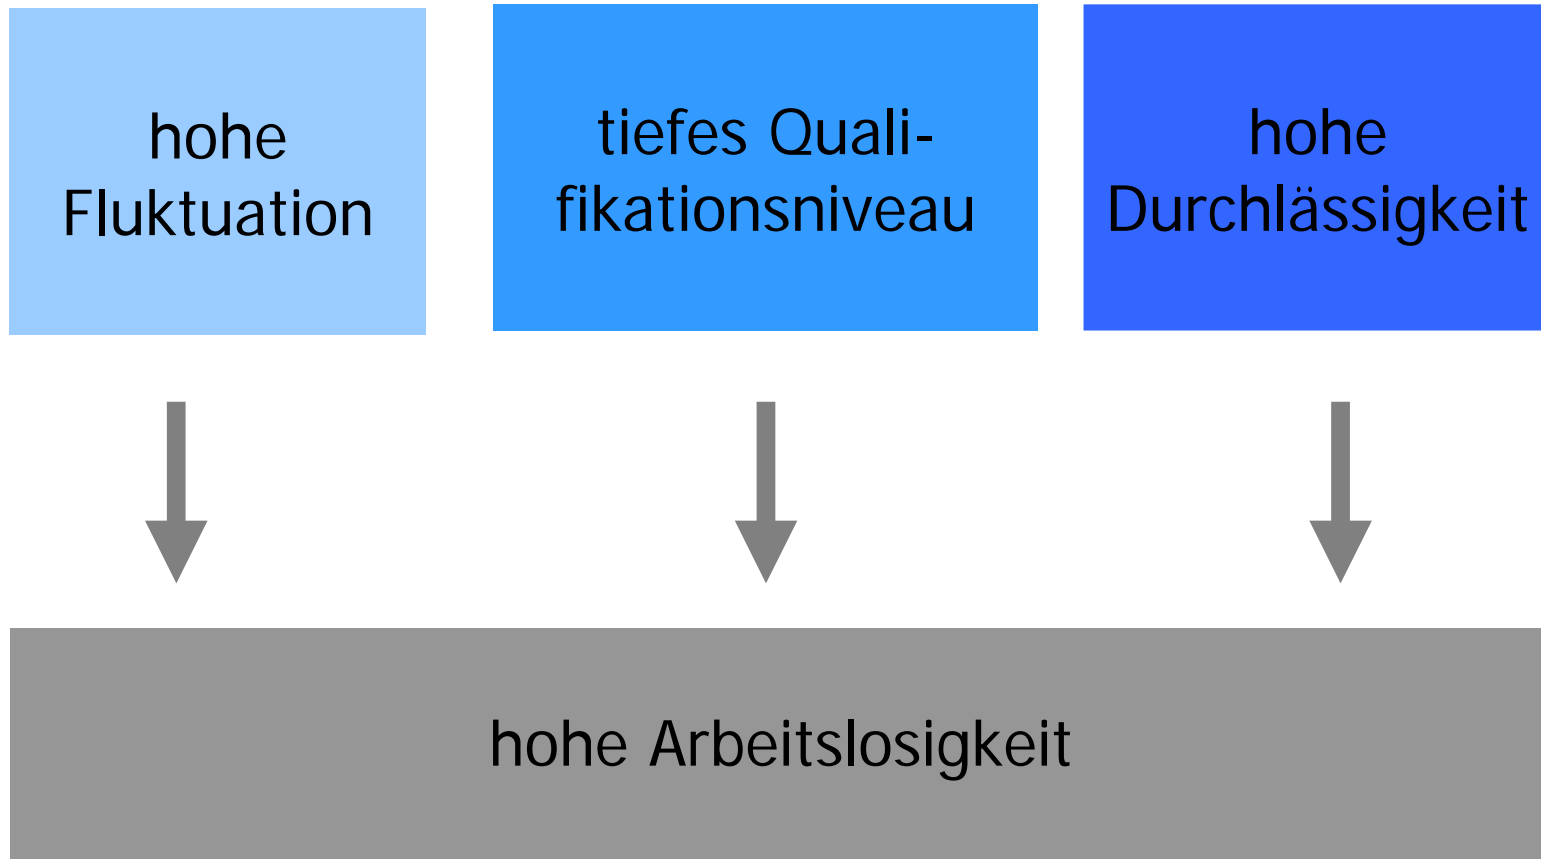 hohe
Fluktuation
tiefes Quali-
fikationsniveau
hohe
Durchlässigkeit
hohe Arbeitslosigkeit